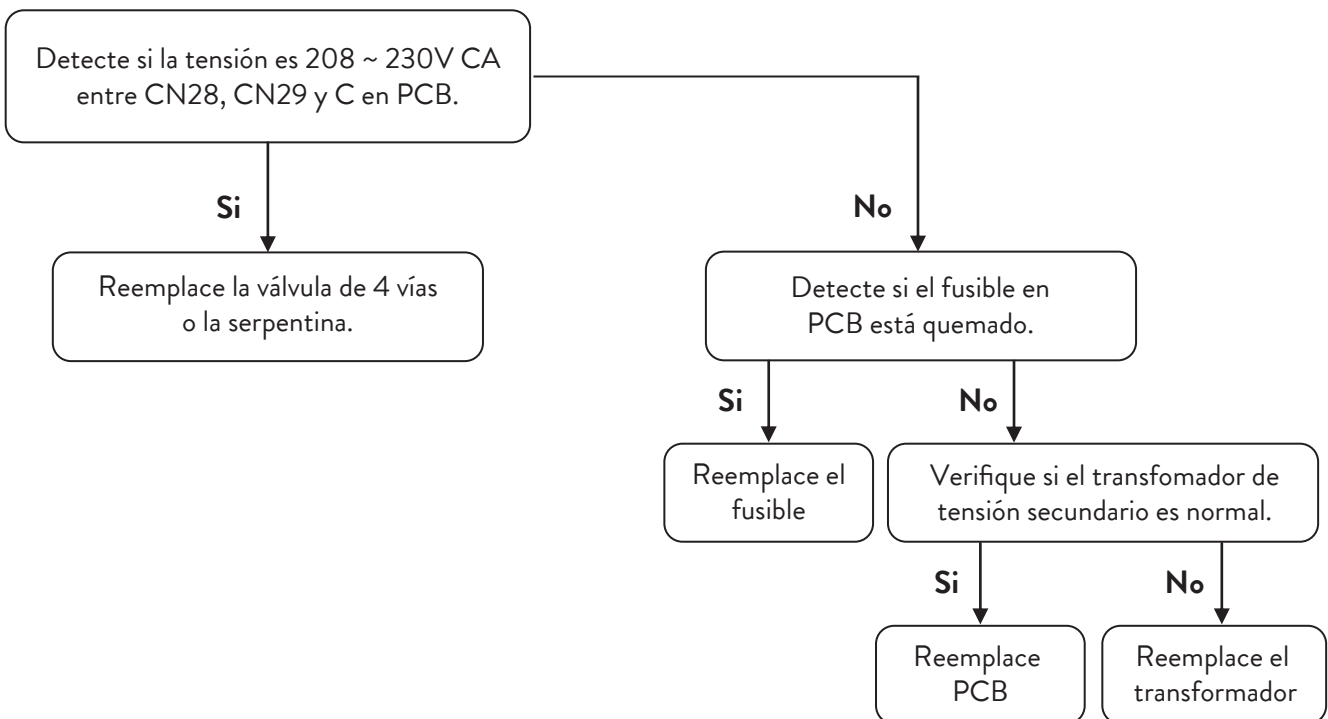 Detecte si la tensión es 208 ~ 230V CA
entre CN28, CN29 y C en PCB.
Si
No
Reemplace la válvula de 4 vías
o la serpentina.
Detecte si el fusible en
PCB está quemado.
Si
No
Reemplace el
fusible
Verifique si el transfomador de
tensión secundario es normal.
Si
No
Reemplace
PCB
Reemplace el
transformador